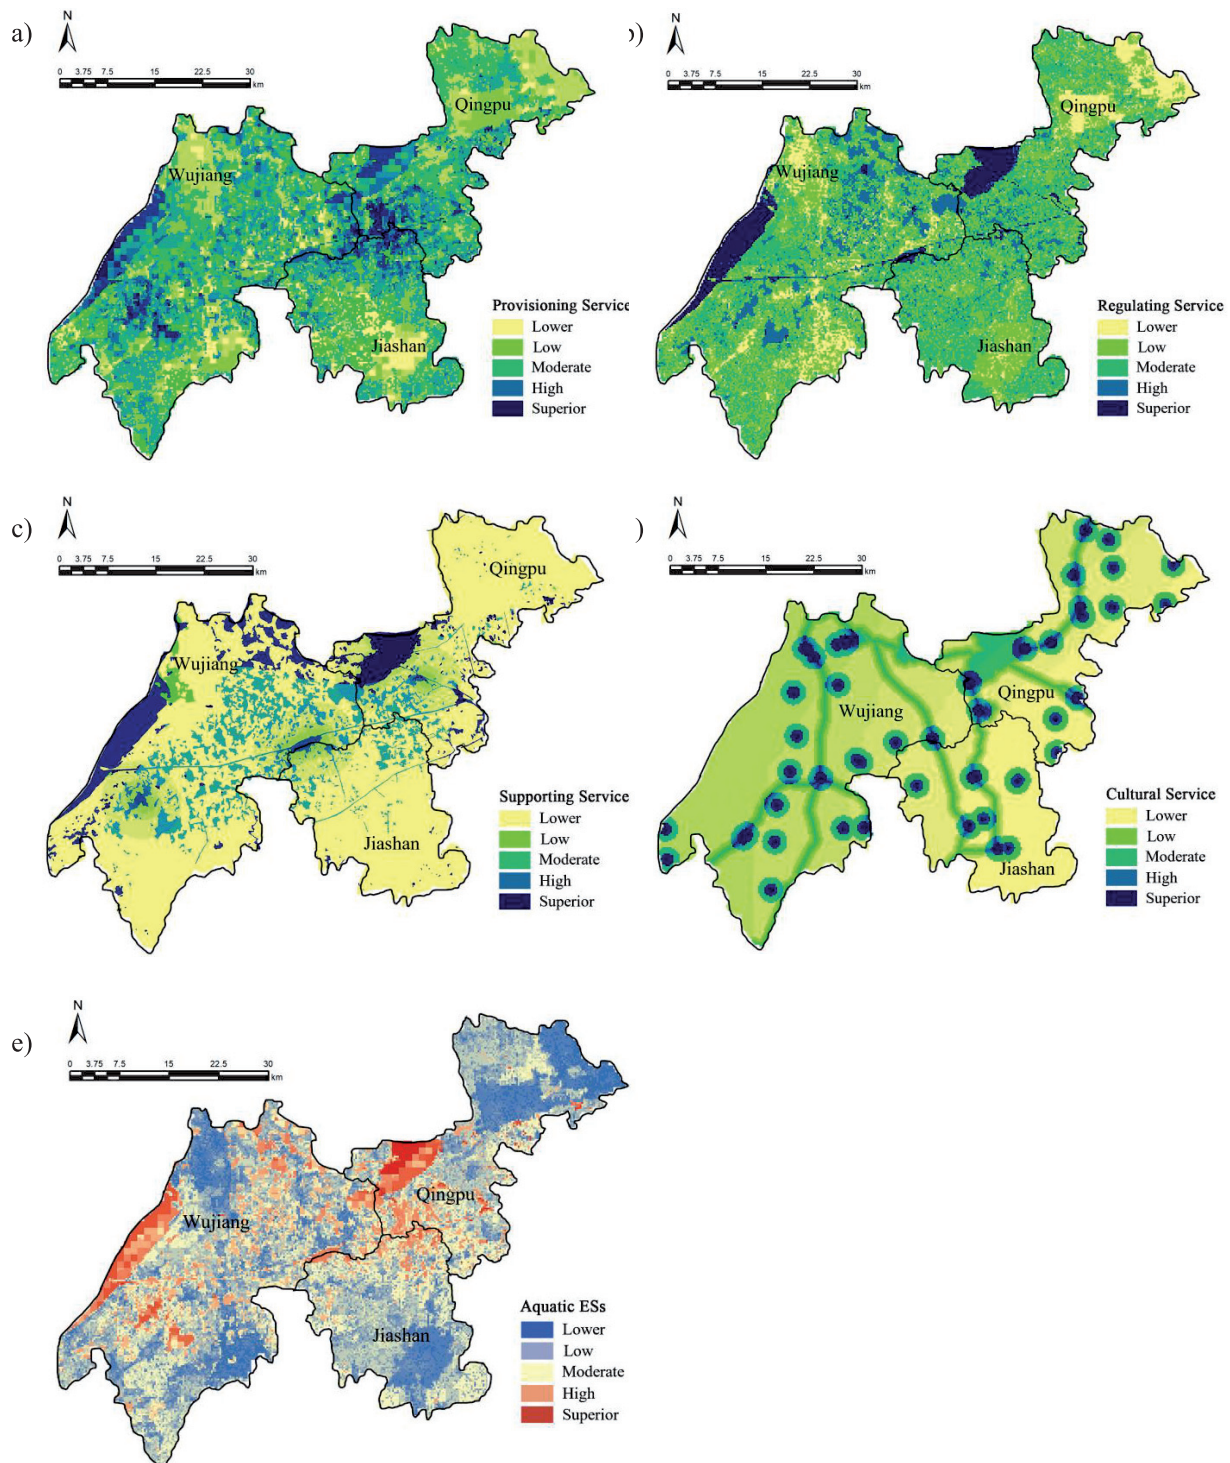 a)
N
0 3.75 7.5 15 22.5 30
km
Qingpu
Wujiang
Jiashan
Provisioning Service
Lower
Low
Moderate
High
Superior
)
N
0 3.75 7.5 15 22.5 30
km
Qingpu
Wujiang
Jiashan
Regulating Service
Lower
Low
Moderate
High
Superior
c)
N
0 3.75 7.5 15 22.5 30
km
Qingpu
Wujiang
Jiashan
Supporting Service
Lower
Low
Moderate
High
Superior
)
N
0 3.75 7.5 15 22.5 30
km
Qingpu
Wujiang
Jiashan
Cultural Service
Lower
Low
Moderate
High
Superior
e)
N
0 3.75 7.5 15 22.5 30
km
Qingpu
Wujiang
Jiashan
Aquatic ESs
Lower
Low
Moderate
High
Superior